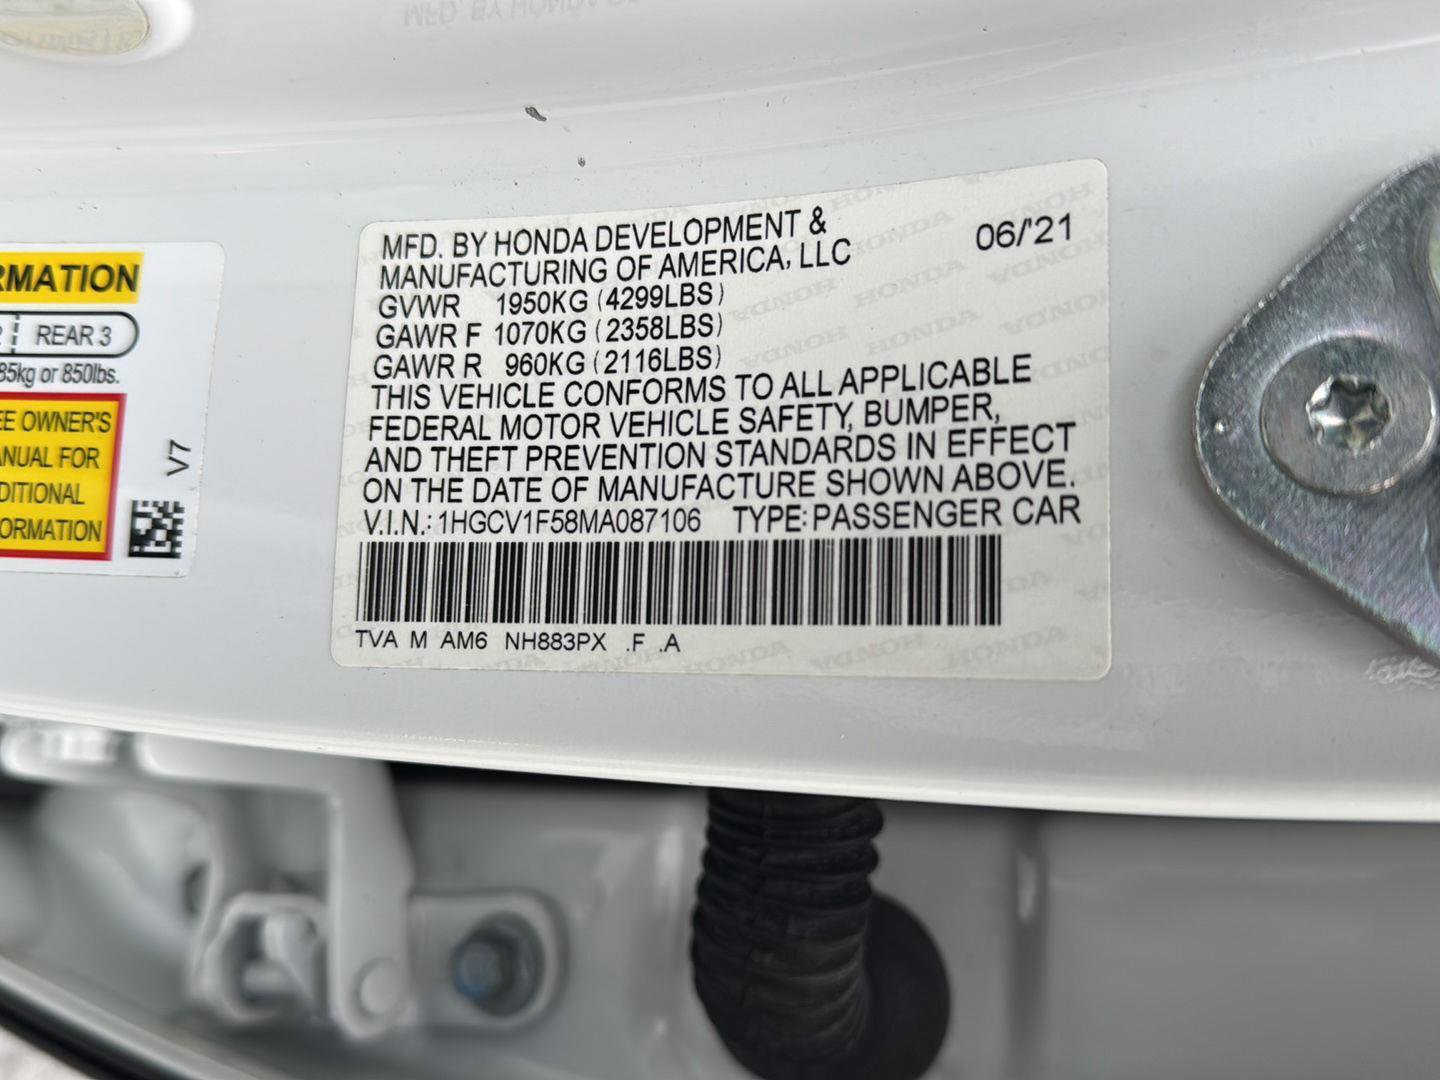 RMATION
REAR 3
85kg or 850lbs.
EE OWNER'S
ANUAL FOR
DITIONAL
FORMATION
V7
MFD. BY HONDA DEVELOPMENT &
MANUFACTURING OF AMERICA, LLC
06/'21
GVWR 1950KG (4299LBS)
GAWR F 1070KG (2358LBS)
GAWR R 960KG (2116LBS)
THIS VEHICLE CONFORMS TO ALL APPLICABLE
FEDERAL MOTOR VEHICLE SAFETY, BUMPER,
AND THEFT PREVENTION STANDARDS IN EFFECT
ON THE DATE OF MANUFACTURE SHOWN ABOVE.
V.I.N.: 1HGCV1F58MA087106 TYPE: PASSENGER CAR
TVA M AM6 NH883PX .F .A